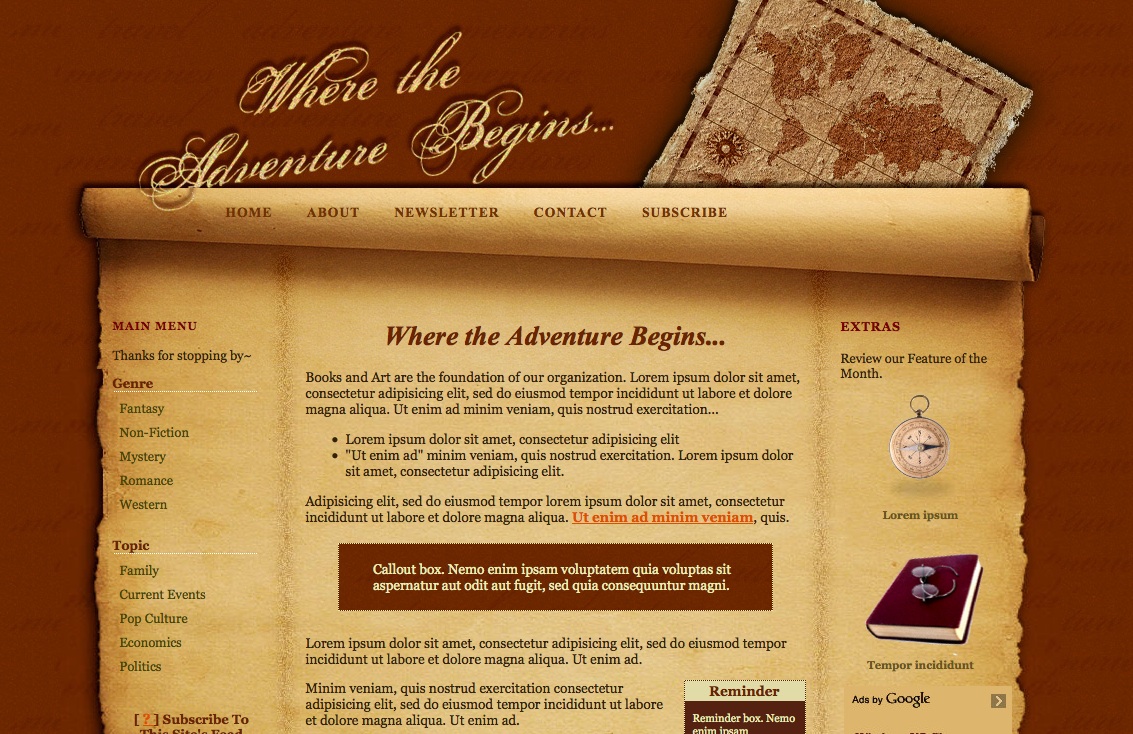 Where the
Adventure Begins...
HOME ABOUT NEWSLETTER CONTACT SUBSCRIBE
MAIN MENU
Thanks for stopping by~
Genre
Fantasy
Non-Fiction
Mystery
Romance
Western
Topic
Family
Current Events
Pop Culture
Economics
Politics
[ ? ] Subscribe To
This Site's Feed
Where the Adventure Begins...
Books and Art are the foundation of our organization. Lorem ipsum dolor sit amet,
consectetur adipisicing elit, sed do eiusmod tempor incididunt ut labore et dolore
magna aliqua. Ut enim ad minim veniam, quis nostrud exercitation...
• Lorem ipsum dolor sit amet, consectetur adipisicing elit
• "Ut enim ad" minim veniam, quis nostrud exercitation. Lorem ipsum dolor
sit amet, consectetur adipisicing elit.
Adipisicing elit, sed do eiusmod tempor lorem ipsum dolor sit amet, consectetur
incididunt ut labore et dolore magna aliqua. Ut enim ad minim veniam, quis.
Callout box. Nemo enim ipsam voluptatem quia voluptas sit
aspernatur aut odit aut fugit, sed quia consequuntur magni.
Lorem ipsum dolor sit amet, consectetur adipisicing elit, sed do eiusmod tempor
incididunt ut labore et dolore magna aliqua. Ut enim ad.
Minim veniam, quis nostrud exercitation consectetur
adipisicing elit, sed do eiusmod tempor incididunt ut labore
et dolore magna aliqua. Ut enim ad.
Reminder
Reminder box. Nemo
enim ipsam
EXTRAS
Review our Feature of the
Month.
Lorem ipsum
Tempor incididunt
Ads by Google